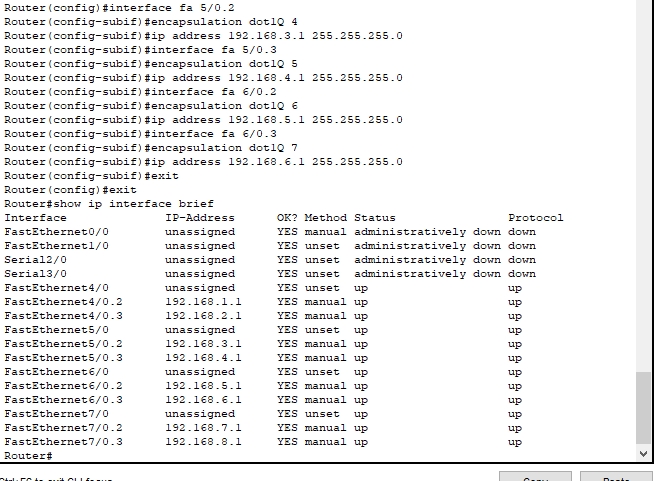 Router(config)#interface fa 5/0.2
Router(config-subif)#encapsulation dot1Q 4
Router(config-subif)#ip address 192.168.3.1 255.255.255.0
Router(config-subif)#interface fa 5/0.3
Router(config-subif)#encapsulation dot1Q 5
Router(config-subif)#ip address 192.168.4.1 255.255.255.0
Router(config-subif)#interface fa 6/0.2
Router(config-subif)#encapsulation dot1Q 6
Router(config-subif)#ip address 192.168.5.1 255.255.255.0
Router(config-subif)#interface fa 6/0.3
Router(config-subif)#encapsulation dot1Q 7
Router(config-subif)#ip address 192.168.6.1 255.255.255.0
Router(config-subif)#exit
Router(config)#exit
Router#show ip interface brief
Interface IP-Address OK? Method Status Protocol
FastEthernet0/0 unassigned YES manual administratively down down
FastEthernet1/0 unassigned YES unset administratively down down
Serial2/0 unassigned YES unset administratively down down
Serial3/0 unassigned YES unset administratively down down
FastEthernet4/0 unassigned YES unset up up
FastEthernet4/0.2 192.168.1.1 YES manual up up
FastEthernet4/0.3 192.168.2.1 YES manual up up
FastEthernet5/0 unassigned YES unset up up
FastEthernet5/0.2 192.168.3.1 YES manual up up
FastEthernet5/0.3 192.168.4.1 YES manual up up
FastEthernet6/0 unassigned YES unset up up
FastEthernet6/0.2 192.168.5.1 YES manual up up
FastEthernet6/0.3 192.168.6.1 YES manual up up
FastEthernet7/0 unassigned YES unset up up
FastEthernet7/0.2 192.168.7.1 YES manual up up
FastEthernet7/0.3 192.168.8.1 YES manual up up
Router#
to exit CLI focus Copy Paste